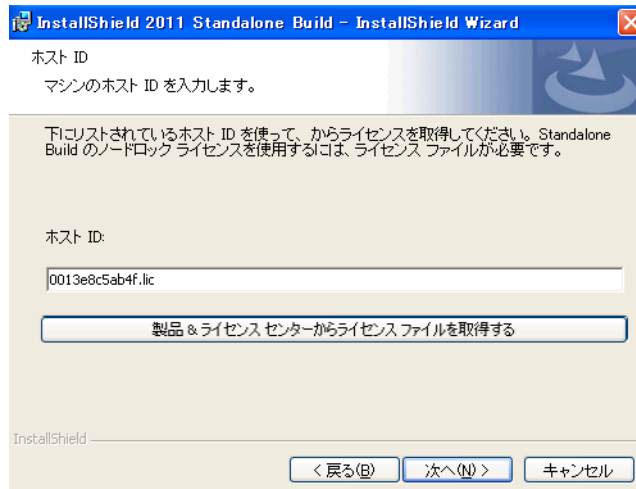 InstallShield 2011 Standalone Build - InstallShield Wizard
ホスト ID
マシンのホスト ID を入力します。
下にリストされているホスト ID を使って、からライセンスを取得してください。Standalone
Build のノードロック ライセンスを使用するには、ライセンス ファイルが必要です。
ホスト ID:
0013e8c5ab4f.lic
製品 & ライセンス センターからライセンス ファイルを取得する
InstallShield
< 戻る(B)
次へ(N) >
キャンセル